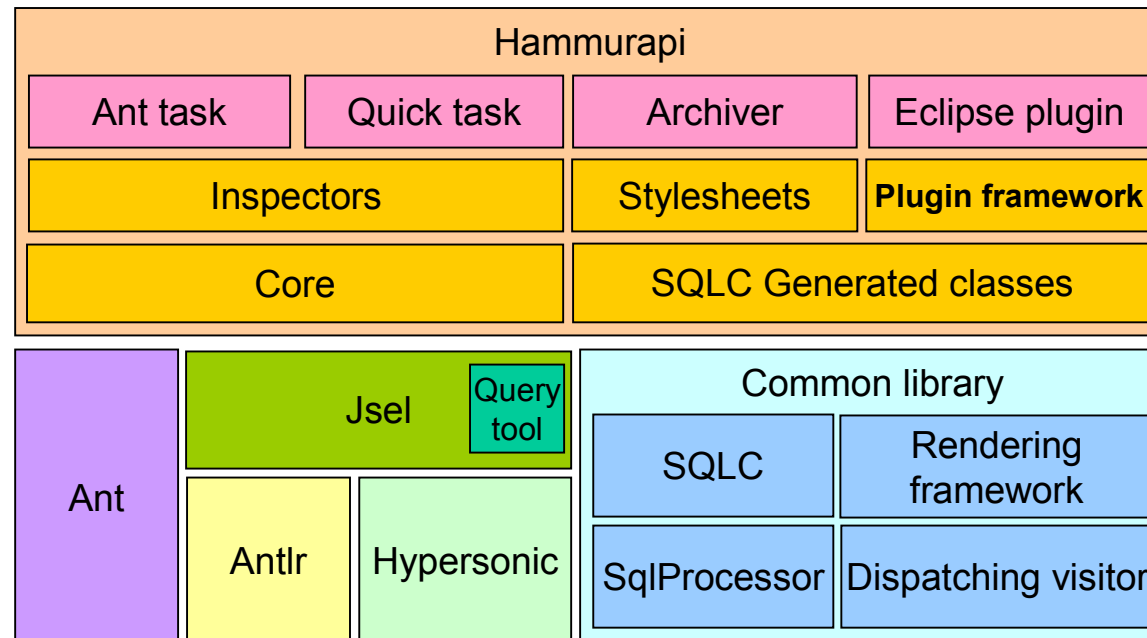 Hammurapi
Ant task
Quick task
Archiver
Eclipse plugin
Inspectors
Stylesheets
Plugin framework
Core
SQLC Generated classes
Ant
Jsel
Query
tool
Antlr
Hypersonic
Common library
SQLC
Rendering
framework
SqlProcessor
Dispatching visitor